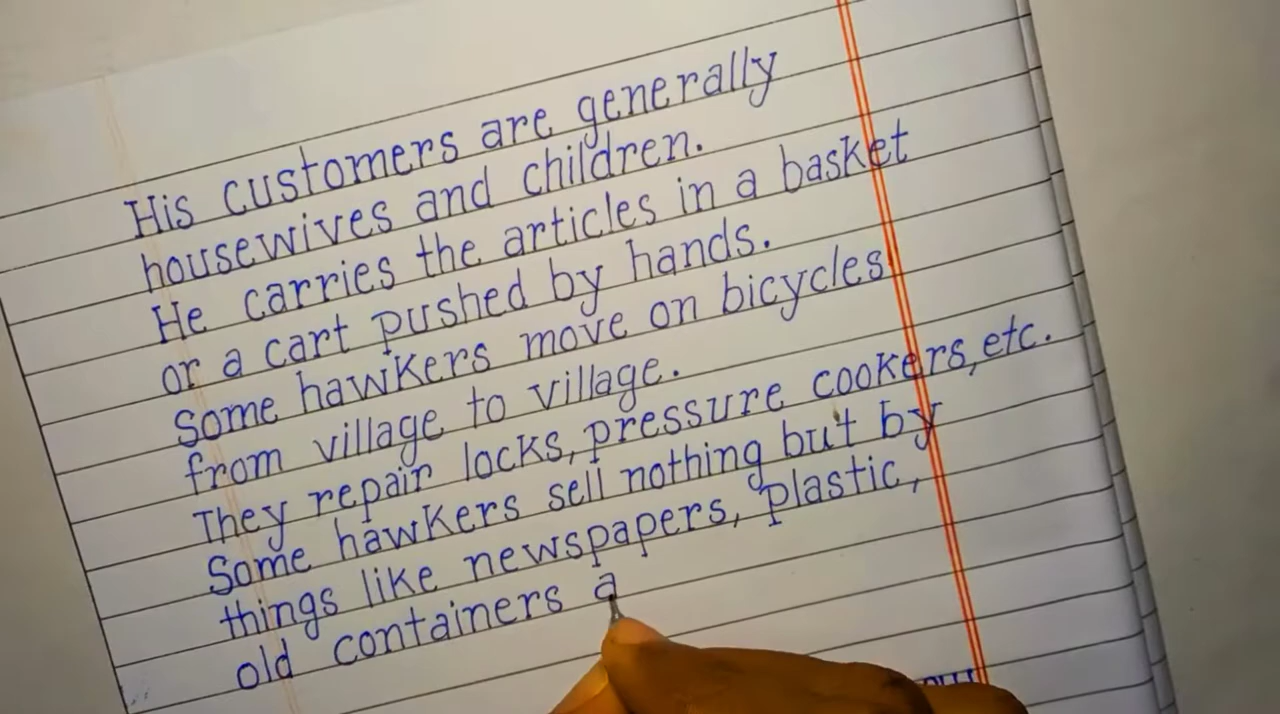 His customers are generally
housewives and children.
He carries the articles in a basket
or a cart pushed by hands.
Some hawkers move on bicycles
from village to village.
They repair locks, pressure cookers, etc.
Some hawkers sell nothing but by
things like newspapers, plastic,
old containers a